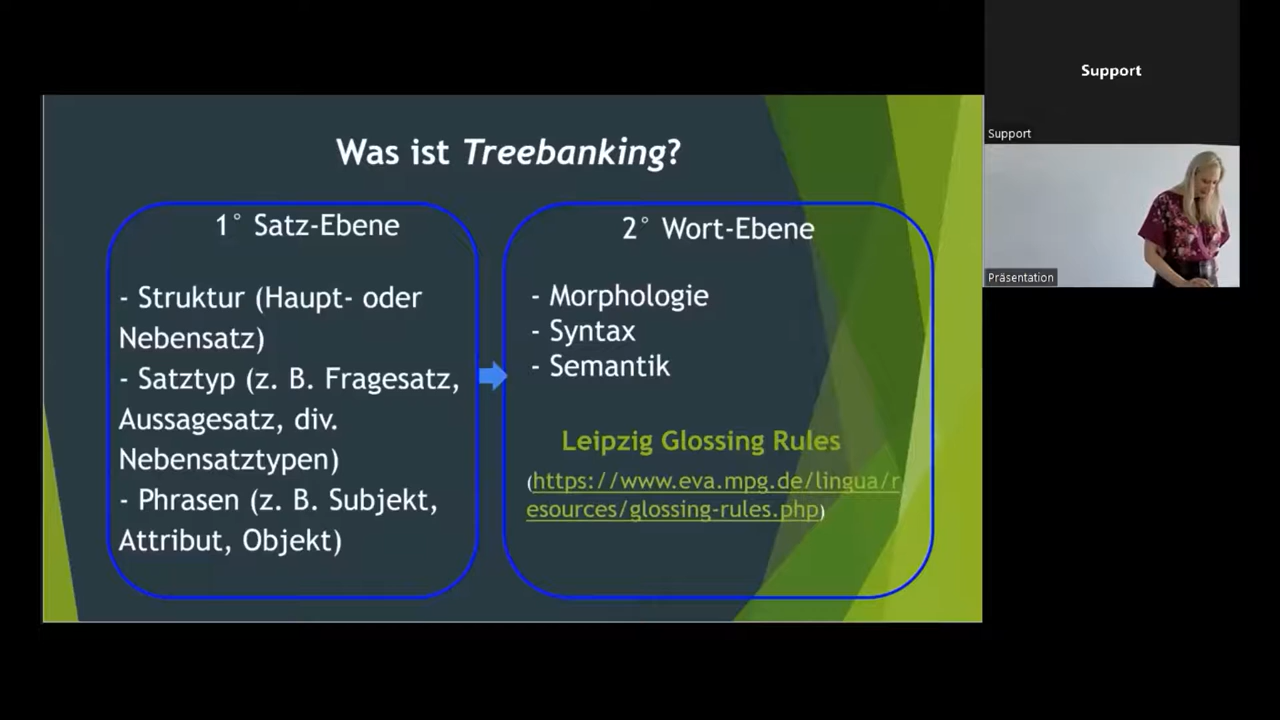 Was ist Treebanking?
1° Satz-Ebene
- Struktur (Haupt- oder
Nebensatz)
- Satztyp (z. B. Fragesatz,
Aussagesatz, div.
Nebensatztypen)
- Phrasen (z. B. Subjekt,
Attribut, Objekt)
2° Wort-Ebene
- Morphologie
- Syntax
- Semantik
Leipzig Glossing Rules
(https://www.eva.mpg.de/lingua/r
esources/glossing-rules.php)
Support
Support
Präsentation